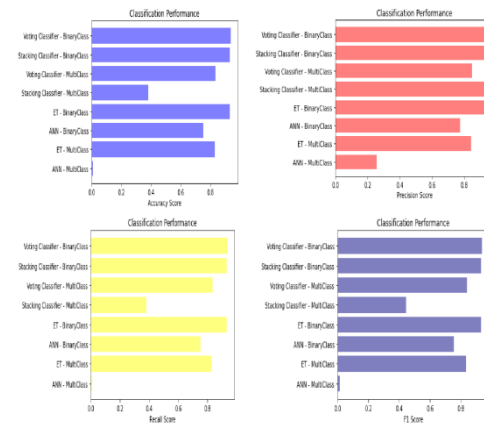 Classification Performance
Voting Classifier - BinaryClass
Stacking Classifier - BinaryClass
Voting Classifier - MultiClass
Stacking Classifier - MultiClass
ET - BinaryClass
ANN - BinaryClass
ET - MultiClass
ANN - MultiClass
0.0 0.2 0.4 0.6 0.8
Accuracy Score
Classification Performance
Voting Classifier - BinaryClass
Stacking Classifier - BinaryClass
Voting Classifier - MultiClass
Stacking Classifier - MultiClass
ET - BinaryClass
ANN - BinaryClass
ET - MultiClass
ANN - MultiClass
0.0 0.2 0.4 0.6 0.8
Precision Score
Classification Performance
Voting Classifier - BinaryClass
Stacking Classifier - BinaryClass
Voting Classifier - MultiClass
Stacking Classifier - MultiClass
ET - BinaryClass
ANN - BinaryClass
ET - MultiClass
ANN - MultiClass
0.0 0.2 0.4 0.6 0.8
Recall Score
Classification Performance
Voting Classifier - BinaryClass
Stacking Classifier - BinaryClass
Voting Classifier - MultiClass
Stacking Classifier - MultiClass
ET - BinaryClass
ANN - BinaryClass
ET - MultiClass
ANN - MultiClass
0.0 0.2 0.4 0.6 0.8
F1 Score